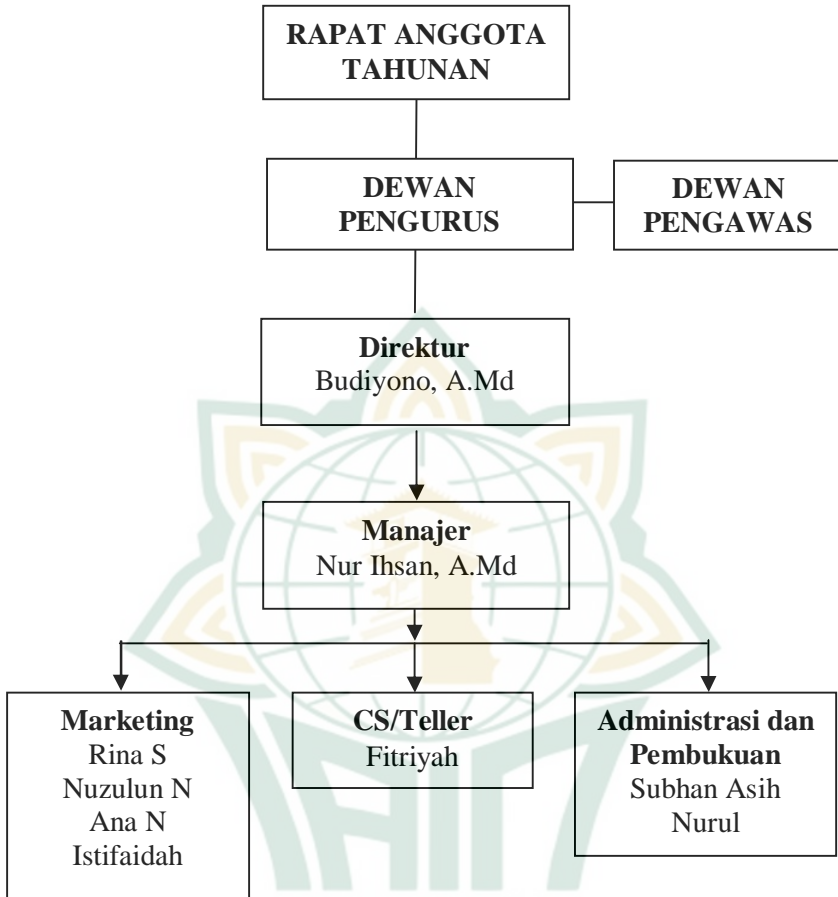 RAPAT ANGGOTA
TAHUNAN
DEWAN
PENGURUS
DEWAN
PENGAWAS
Direktur
Budiyono, A.Md
Manajer
Nur Ihsan, A.Md
Marketing
Rina S
Nuzulun N
Ana N
Istifaidah
CS/Teller
Fitriyah
Administrasi dan
Pembukuan
Subhan Asih
Nurul
IAIN